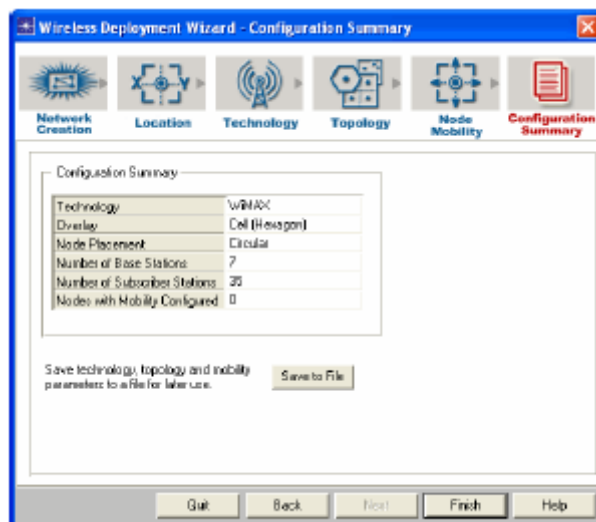 Wireless Deployment Wizard - Configuration Summary
X
Y
Network
Creation
Location
Technology
Topology
Node
Mobility
Configuration
Summary
Configuration Summary
Technology WiMAX
Overlay Cell (Hexagon)
Node Placement Circular
Number of Base Stations 7
Number of Subscriber Stations 35
Nodes with Mobility Configured 0
Save technology, topology and mobility
parameters to a file for later use.
Save to File
Quit
Back
Next
Finish
Help